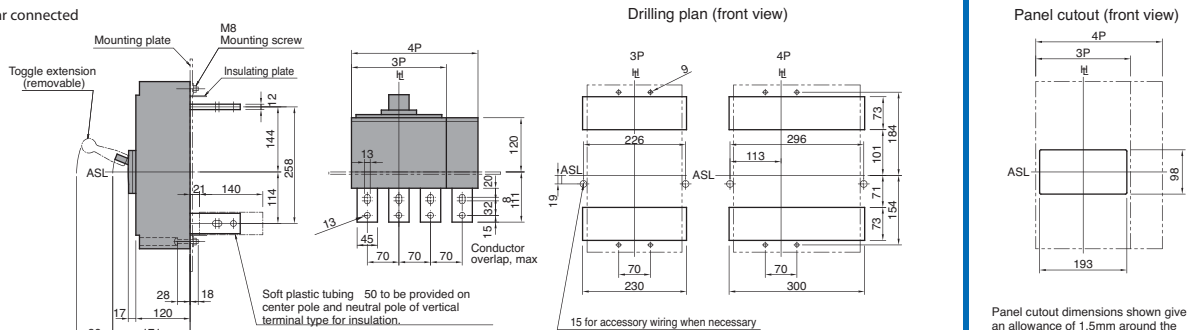 r connected
Drilling plan (front view)
Panel cutout (front view)
M8
Mounting plate
Mounting screw
Toggle extension
(removable)
Insulating plate
12
144
258
ASL
21
140
114
28
18
17
120
4P
3P
120
13
20
111
8
32
15
13
45
70
70
70
Conductor
overlap, max
Soft plastic tubing 50 to be provided on
center pole and neutral pole of vertical
terminal type for insulation.
3P
4P
9
73
184
226
296
113
101
ASL
ASL
19
71
154
73
70
70
230
300
15 for accessory wiring when necessary
4P
3P
ASL
98
193
Panel cutout dimensions shown give
an allowance of 1.5mm around the